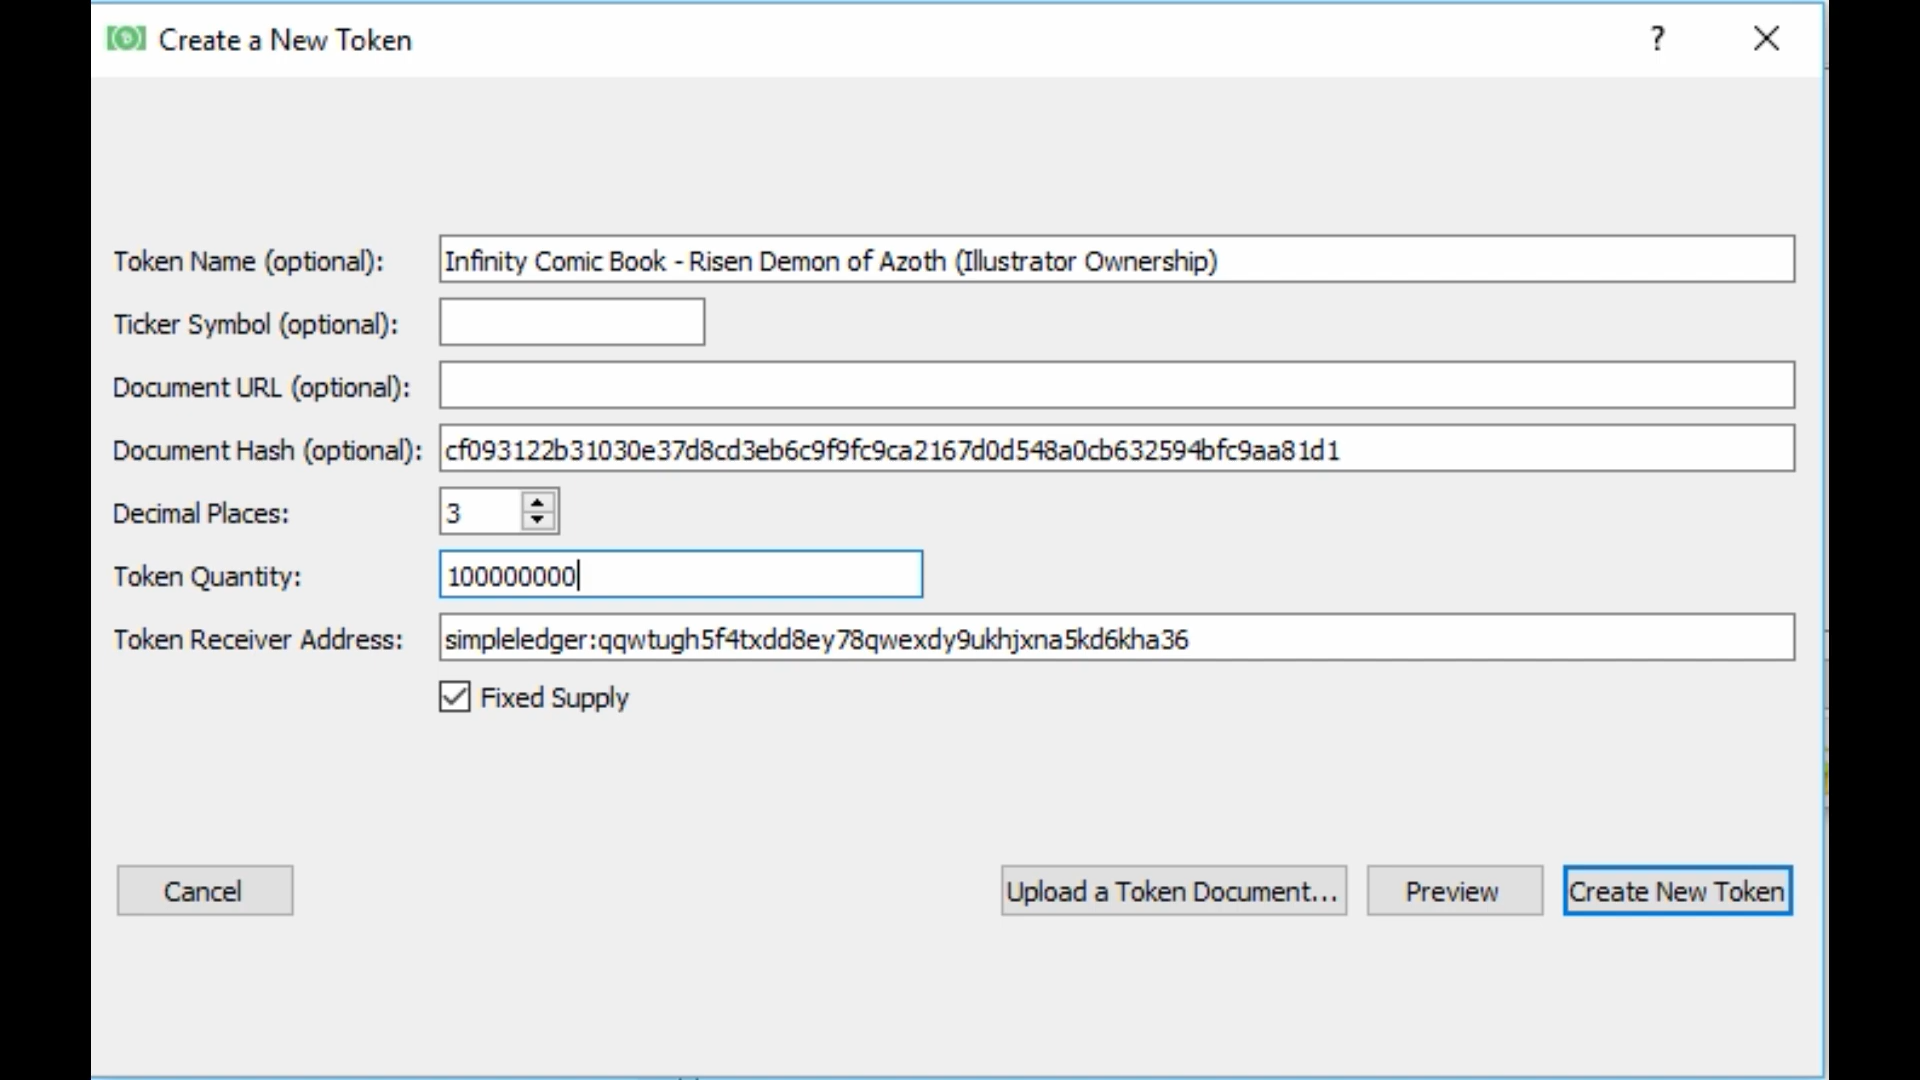 Create a New Token
?
Token Name (optional): Infinity Comic Book - Risen Demon of Azoth (Illustrator Ownership)
Ticker Symbol (optional):
Document URL (optional):
Document Hash (optional): cf093122b31030e37d8cd3eb6c9f9fc9ca2167d0d548a0cb632594bfc9aa81d1
Decimal Places: 3
Token Quantity: 100000000
Token Receiver Address: simpleledger:qqwtugh5f4txdd8ey78qwexdy9ukhjxna5kd6kha36
Fixed Supply
Cancel Upload a Token Document... Preview Create New Token